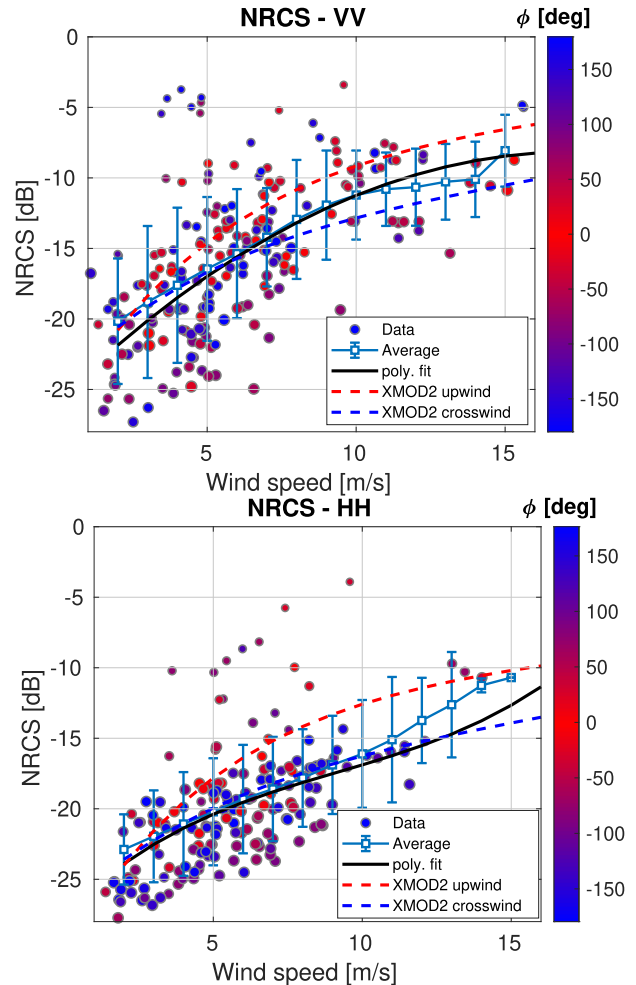 NRCS - VV
ϕ [deg]
0
-5
-10
-15
-20
-25
NRCS [dB]
5
10
15
Wind speed [m/s]
Data
Average
poly. fit
XMOD2 upwind
XMOD2 crosswind
150
100
50
0
-50
-100
-150
NRCS - HH
ϕ [deg]
0
-5
-10
-15
-20
-25
NRCS [dB]
5
10
15
Wind speed [m/s]
Data
Average
poly. fit
XMOD2 upwind
XMOD2 crosswind
150
100
50
0
-50
-100
-150